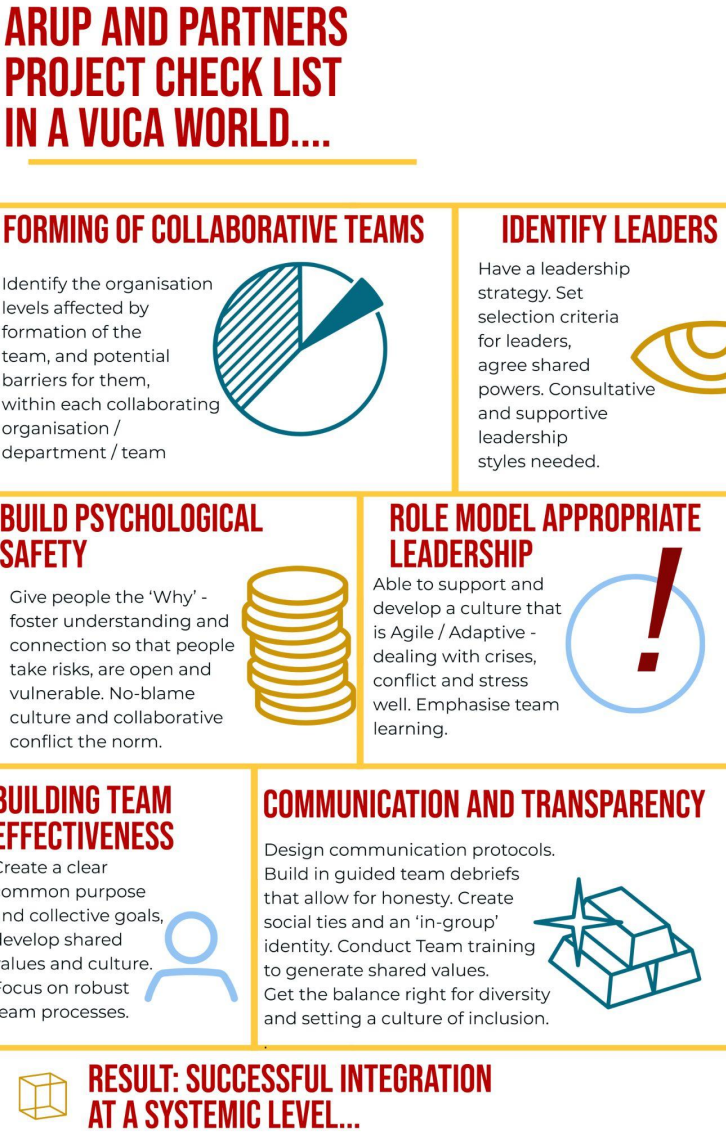 ARUP AND PARTNERS
PROJECT CHECK LIST
IN A VUCA WORLD....
FORMING OF COLLABORATIVE TEAMS
Identify the organisation
levels affected by
formation of the
team, and potential
barriers for them,
within each collaborating
organisation /
department / team
IDENTIFY LEADERS
Have a leadership
strategy. Set
selection criteria
for leaders,
agree shared
powers. Consultative
and supportive
leadership
styles needed.
BUILD PSYCHOLOGICAL
SAFETY
Give people the ‘Why’ -
foster understanding and
connection so that people
take risks, are open and
vulnerable. No-blame
culture and collaborative
conflict the norm.
ROLE MODEL APPROPRIATE
LEADERSHIP
Able to support and
develop a culture that
is Agile / Adaptive -
dealing with crises,
conflict and stress
well. Emphasise team
learning.
!
BUILDING TEAM
EFFECTIVENESS
Create a clear
common purpose
and collective goals,
develop shared
values and culture.
Focus on robust
team processes.
COMMUNICATION AND TRANSPARENCY
Design communication protocols.
Build in guided team debriefs
that allow for honesty. Create
social ties and an ‘in-group’
identity. Conduct Team training
to generate shared values.
Get the balance right for diversity
and setting a culture of inclusion.
.
RESULT: SUCCESSFUL INTEGRATION
AT A SYSTEMIC LEVEL...